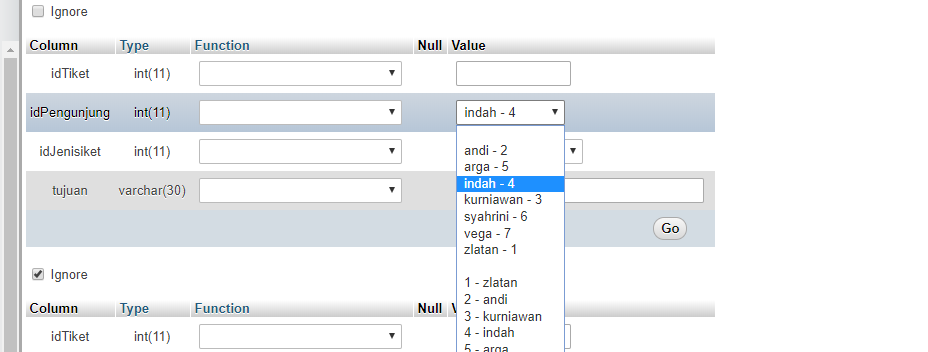 Ignore
Column Type Function Null Value
idTiket int(11)
idPengunjung int(11) indah - 4
idJenisiket int(11)
andi - 2
arga - 5
tujuan varchar(30)
indah - 4
kurniawan - 3
syahrini - 6
vega - 7
zlatan - 1
Go
1 - zlatan
2 - andi
3 - kurniawan
4 - indah
5 - arga
Ignore
Column Type Function Null
idTiket int(11)